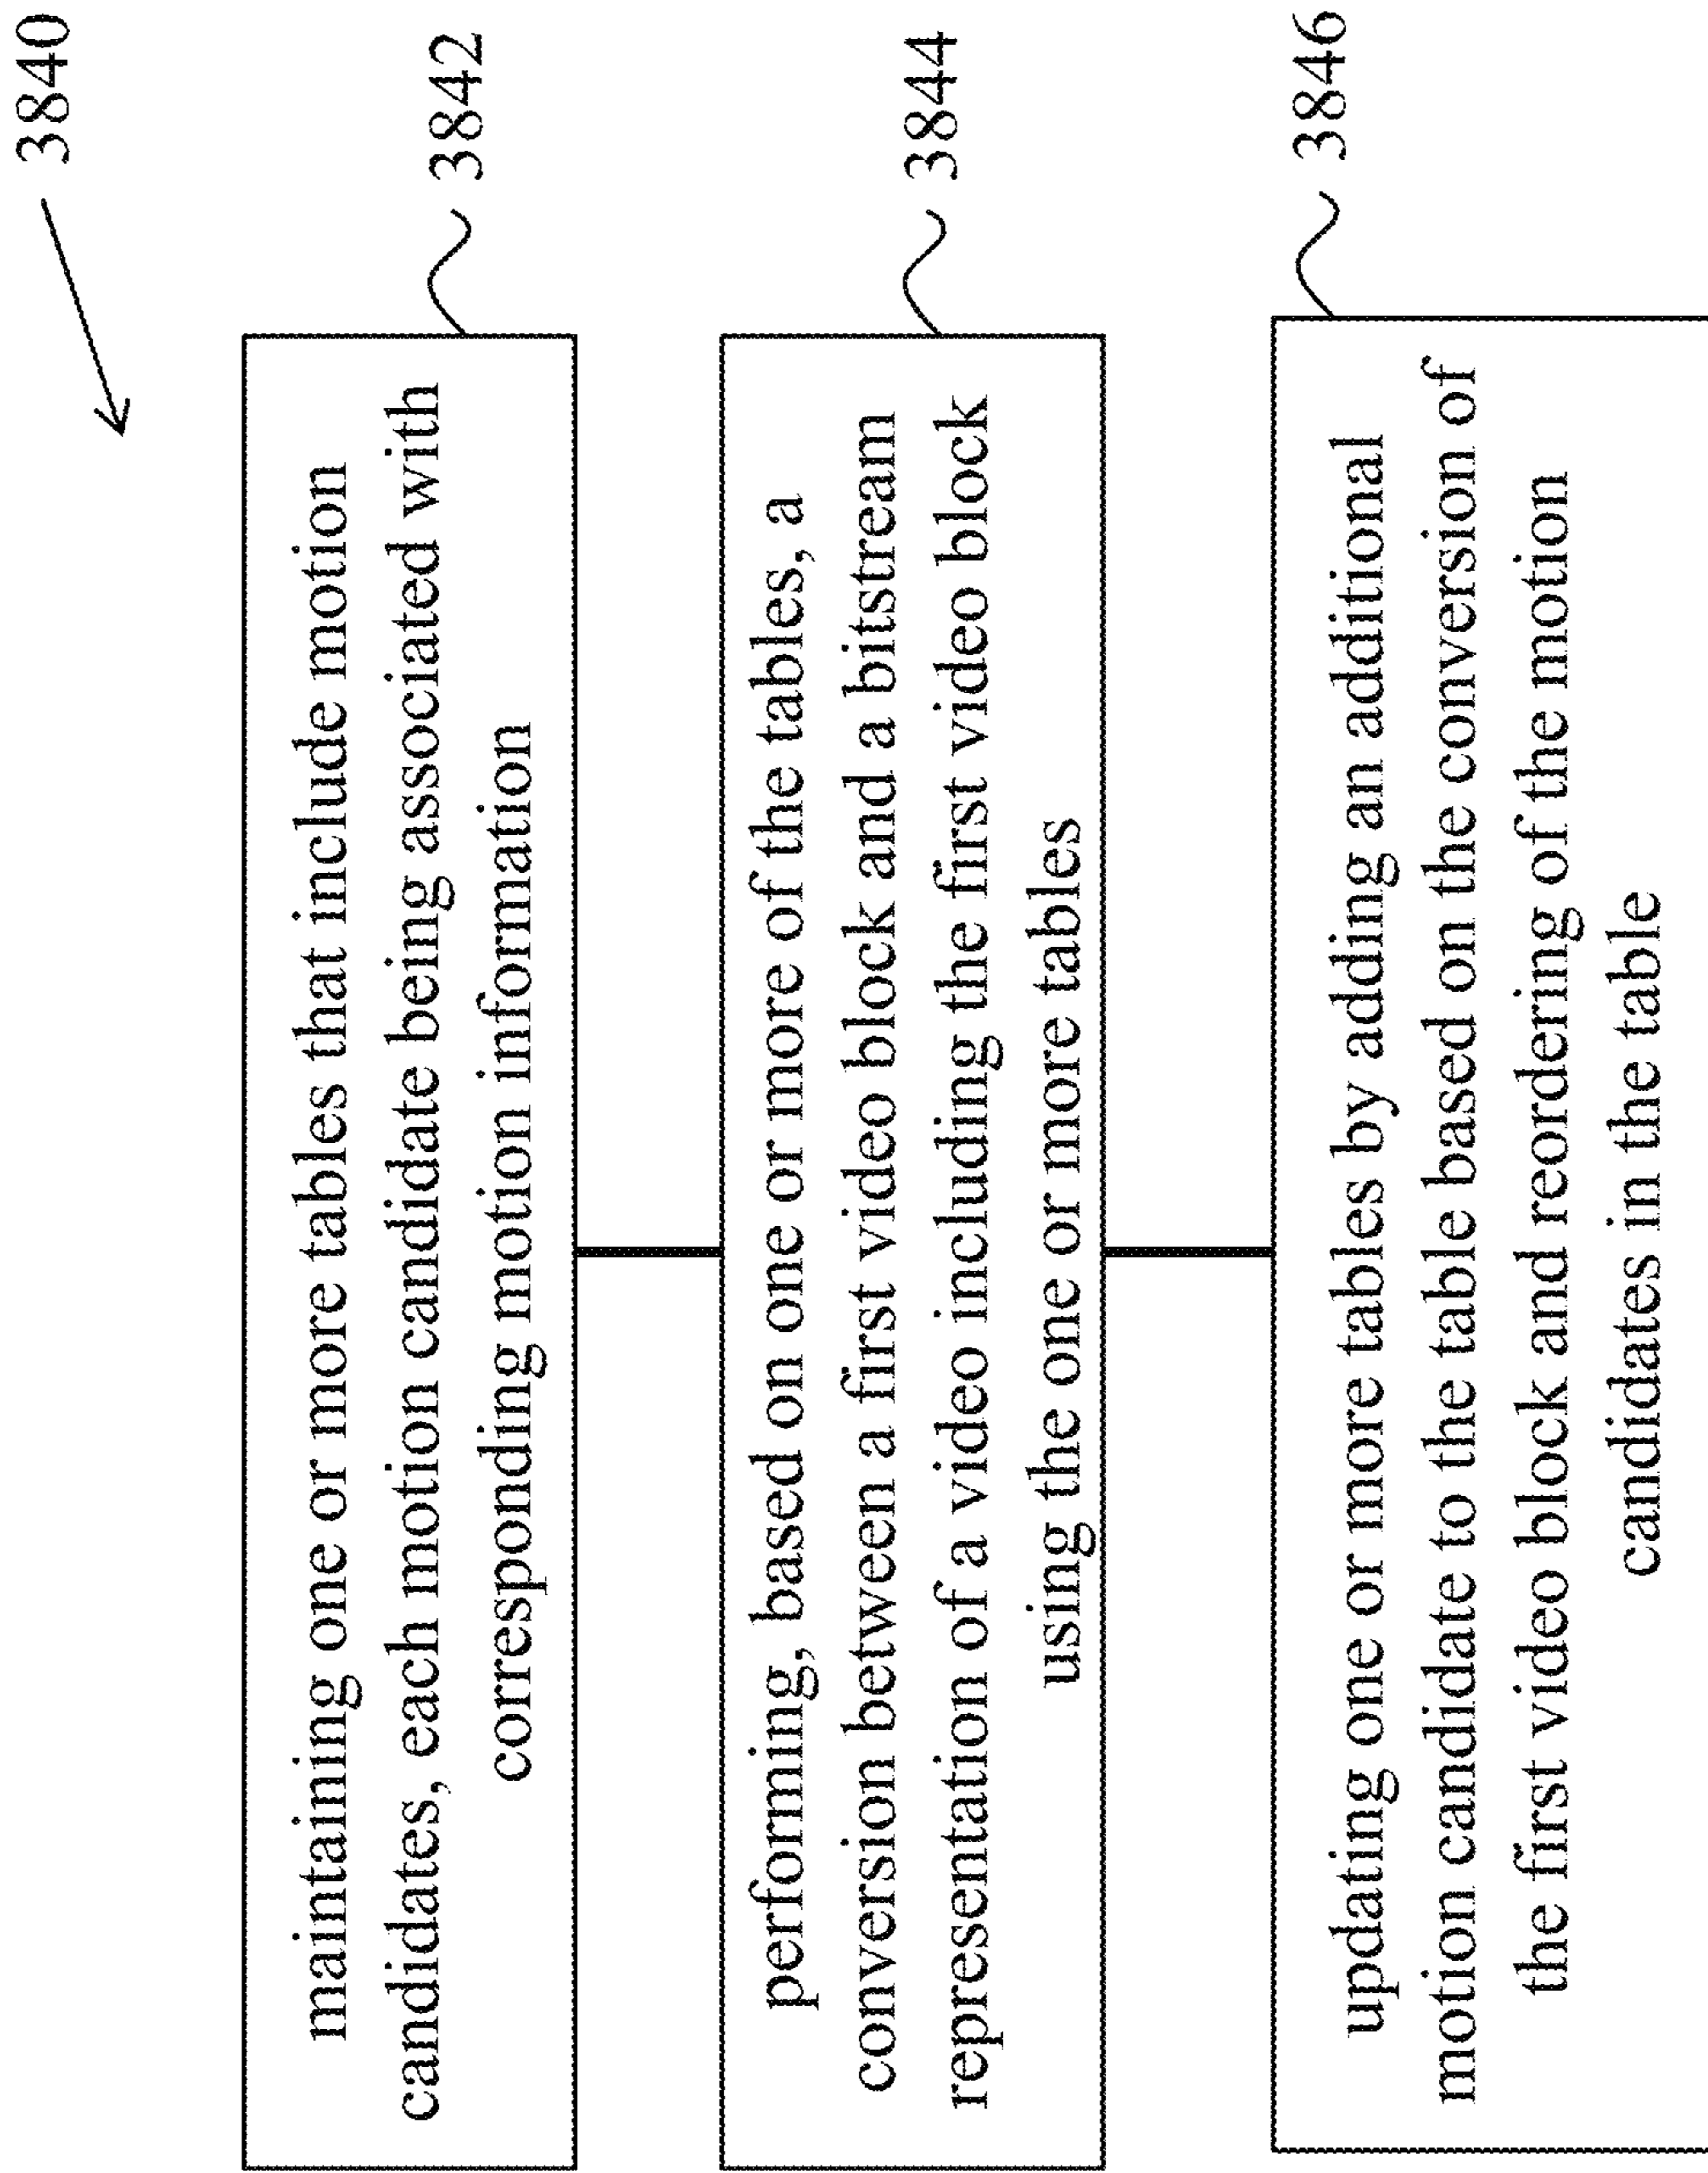 3840
maintaining one or more tables that include motion
candidates, each motion candidate being associated with
corresponding motion information
3842
performing, based on one or more of the tables, a
conversion between a first video block and a bitstream
representation of a video including the first video block
using the one or more tables
3844
updating one or more tables by adding an additional
motion candidate to the table based on the conversion of
the first video block and reordering of the motion
candidates in the table
3846